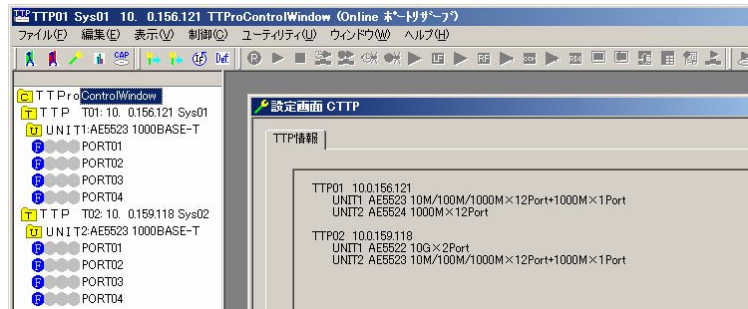 TTP01 Sys01 10. 0.156.121 TTProControlWindow (Online ポートリザーブ)
ファイル(F) 編集(E) 表示(V) 制御(C) ユーティリティ(U) ウィンドウ(W) ヘルプ(H)
CAP IF Def
C TTProControlWindow
T TTP T01: 10. 0.156.121 Sys01
U UNIT1:AE5523 1000BASE-T
F PORT01
F PORT02
F PORT03
F PORT04
T TTP T02: 10. 0.159.118 Sys02
U UNIT2:AE5523 1000BASE-T
F PORT01
F PORT02
F PORT03
F PORT04
設定画面 CTTP
TTP情報
TTP01 10.0.156.121
UNIT1 AE5523 10M/100M/1000M×12Port+1000M×1Port
UNIT2 AE5524 1000M×12Port
TTP02 10.0.159.118
UNIT1 AE5522 10G×2Port
UNIT2 AE5523 10M/100M/1000M×12Port+1000M×1Port